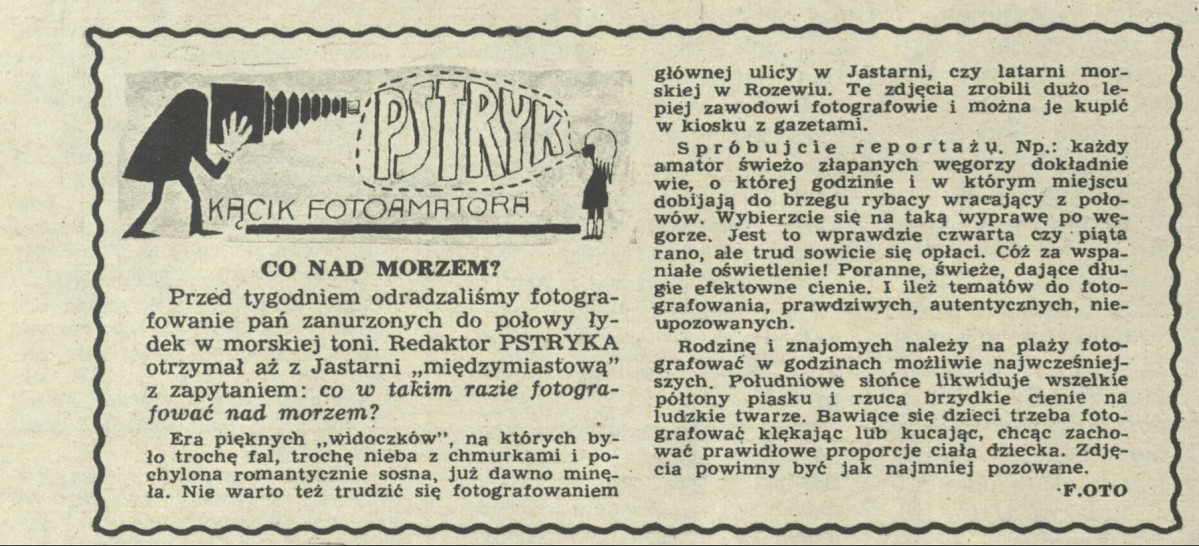 PSTRYK
KĄCIK FOTOAMATORA
CO NAD MORZEM?
Przed tygodniem odradzaliśmy fotogra-
fowanie pań zanurzonych do połowy ły-
dek w morskiej toni. Redaktor PSTRYKA
otrzymał aż z Jastarni „międzymiastową”
z zapytaniem: co w takim razie fotogra-
fować nad morzem?
Era pięknych „widoczków”, na których by-
ło trochę fal, trochę nieba z chmurkami i po-
chylona romantycznie sosna, już dawno minę-
ła. Nie warto też trudzić się fotografowaniem
głównej ulicy w Jastarni, czy latarni mor-
skiej w Rozewiu. Te zdjęcia zrobili dużo le-
piej zawodowi fotografowie i można je kupić
w kiosku z gazetami.
Spróbujcie reportażu. Np.: każdy
amator świeżo złapanych węgorzy dokładnie
wie, o której godzinie i w którym miejscu
dobijają do brzegu rybacy wracający z poło-
wów. Wybierzcie się na taką wyprawę po wę-
gorze. Jest to wprawdzie czwarta czy piąta
rano, ale trud sowicie się opłaci. Cóż za wspa-
niałe oświetlenie! Poranne, świeże, dające dłu-
gie efektowne cienie. I ileż tematów do foto-
grafowania, prawdziwych, autentycznych, nie-
upozowanych.
Rodzinę i znajomych należy na plaży foto-
grafować w godzinach możliwie najwcześniej-
szych. Południowe słońce likwiduje wszelkie
półtony piasku i rzuca brzydkie cienie na
ludzkie twarze. Bawiące się dzieci trzeba foto-
grafować klękając lub kucając, chcąc zacho-
wać prawidłowe proporcje ciała dziecka. Zdję-
cia powinny być jak najmniej pozowane.
F.OTO